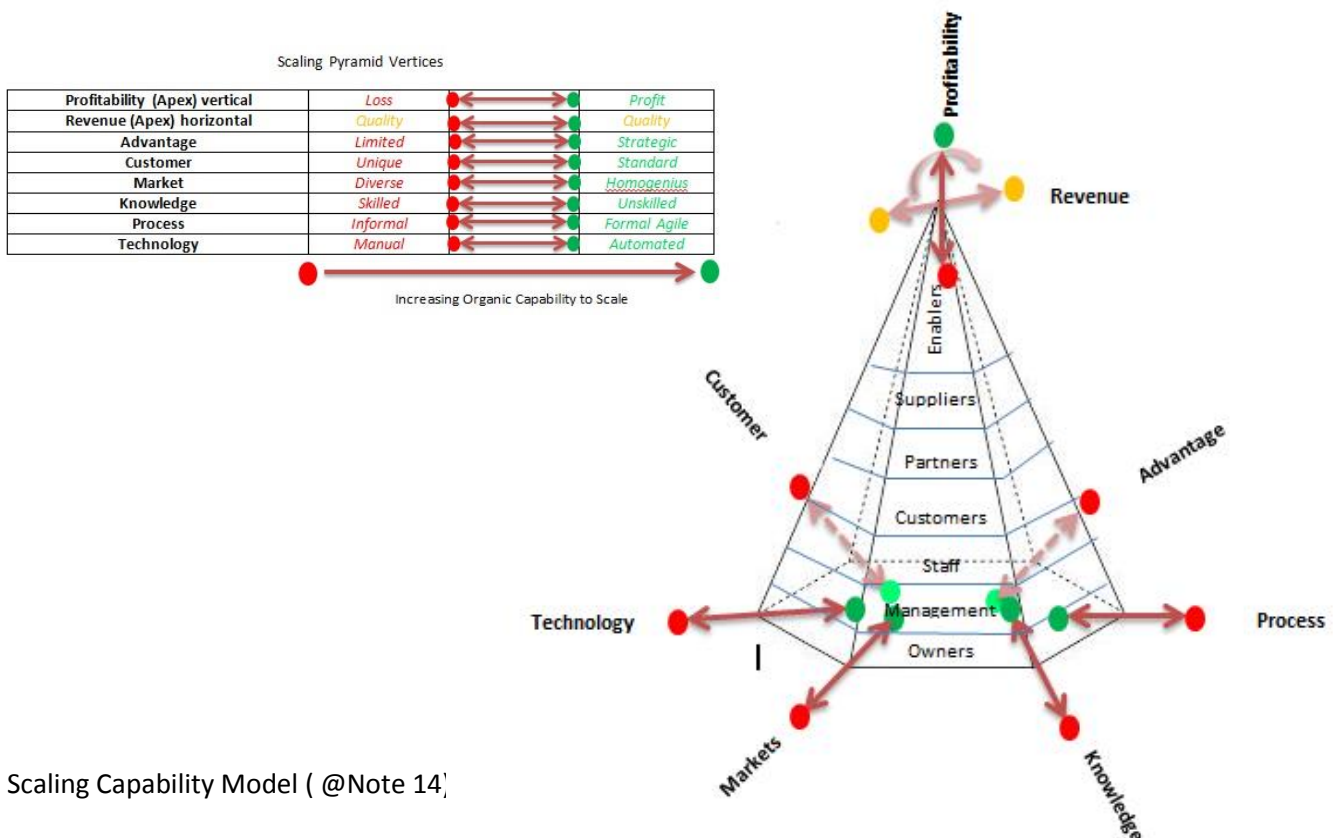 Scaling Pyramid Vertices
Profitability (Apex) vertical Loss Profit
Revenue (Apex) horizontal Quality Quality
Advantage Limited Strategic
Customer Unique Standard
Market Diverse Homogenius
Knowledge Skilled Unskilled
Process Informal Formal Agile
Technology Manual Automated
Increasing Organic Capability to Scale
Profitability
Revenue
Enablers
Suppliers
Partners
Customers
Staff
Management
Owners
Customer
Advantage
Technology
Process
Markets
Knowledge
Scaling Capability Model ( @Note 14)